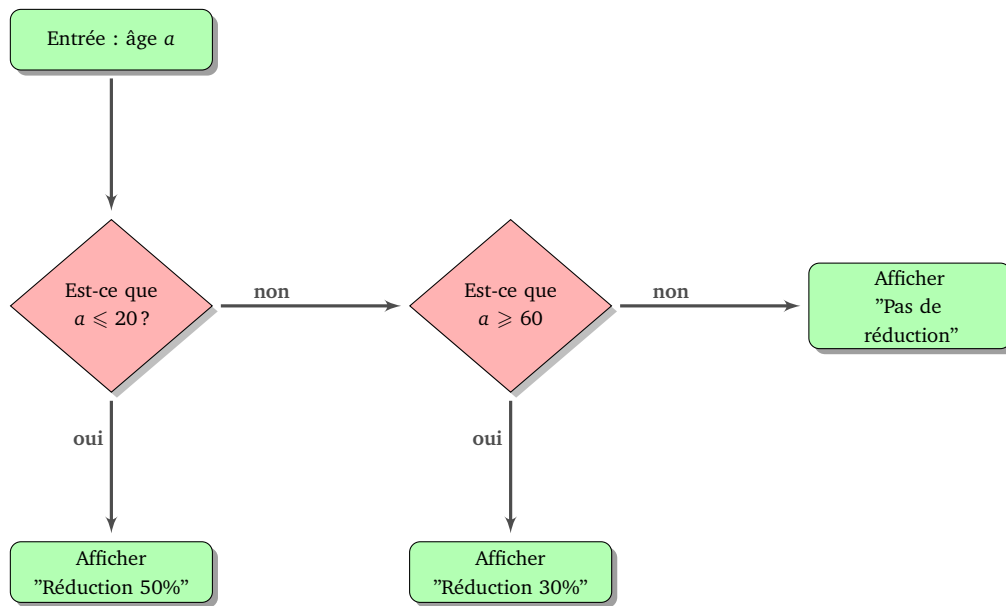 Entrée : âge a
Est-ce que
a ⩽ 20 ?
non
Est-ce que
a ⩾ 60
non
Afficher
”Pas de
réduction”
oui
oui
Afficher
”Réduction 50%”
Afficher
”Réduction 30%”